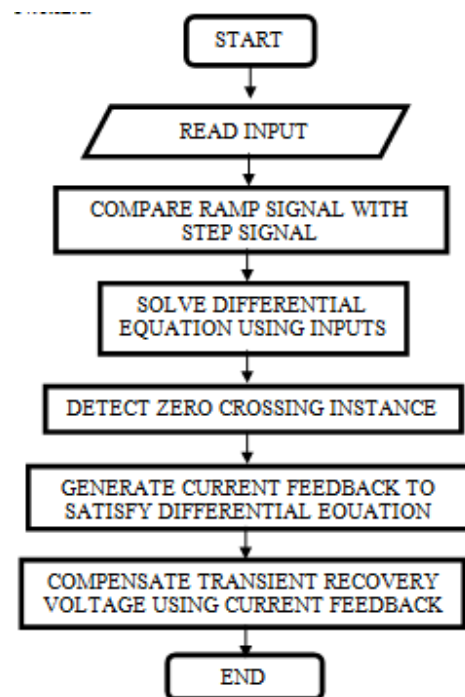 START
READ INPUT
COMPARE RAMP SIGNAL WITH
STEP SIGNAL
SOLVE DIFFERENTIAL
EQUATION USING INPUTS
DETECT ZERO CROSSING INSTANCE
GENERATE CURRENT FEEDBACK TO
SATISFY DIFFERENTIAL EQUATION
COMPENSATE TRANSIENT RECOVERY
VOLTAGE USING CURRENT FEEDBACK
END